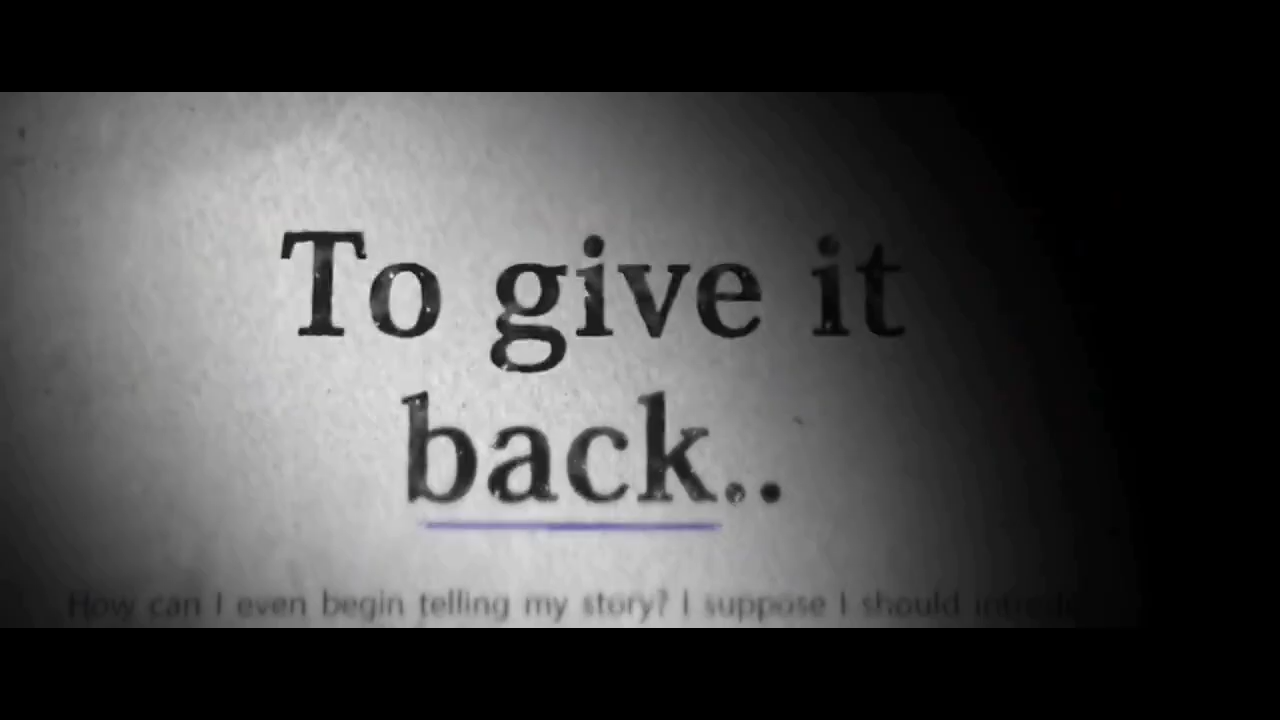 To give it
back..
How can I even begin telling my story? I suppose I should